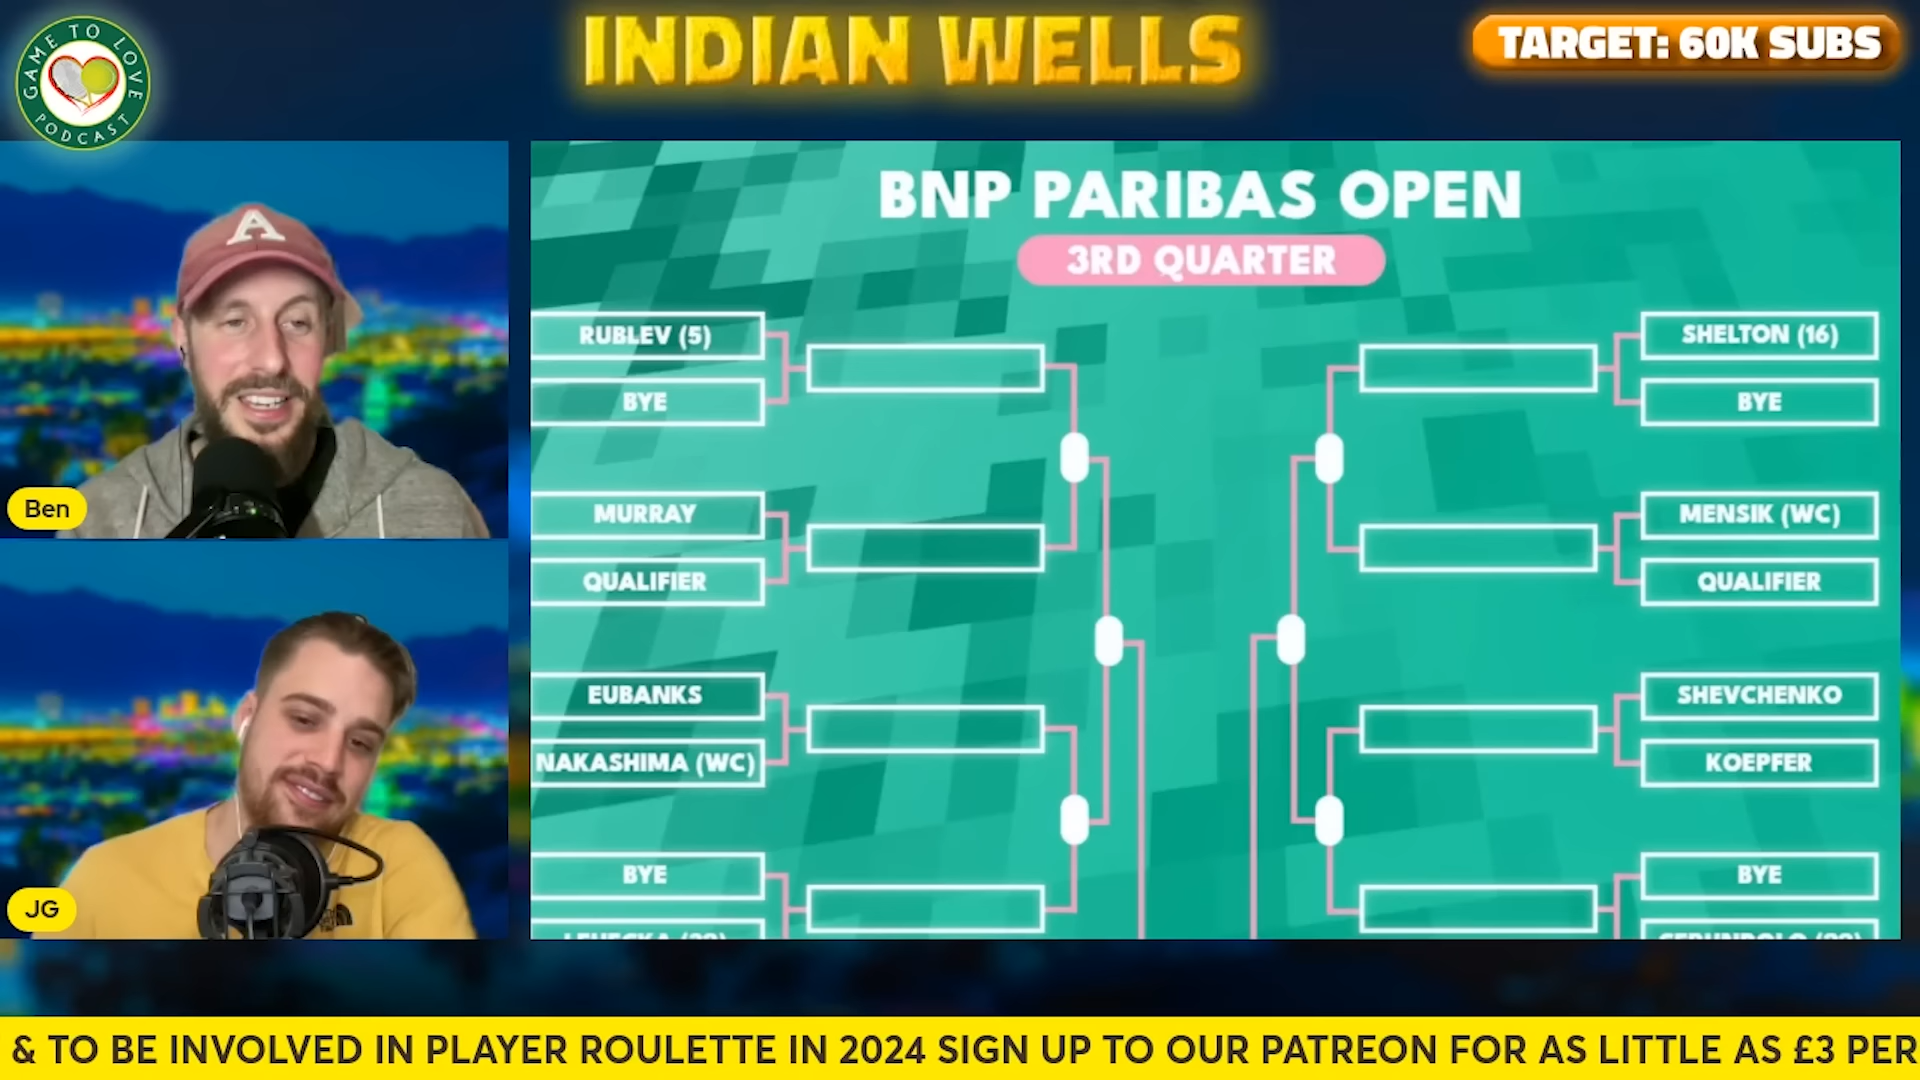 GAME TO LOVE
PODCAST
INDIAN WELLS
TARGET: 60K SUBS
BNP PARIBAS OPEN
3RD QUARTER
RUBLEV (5)
BYE
MURRAY
QUALIFIER
EUBANKS
NAKASHIMA (WC)
BYE
SHELTON (16)
BYE
MENSIK (WC)
QUALIFIER
SHEVCHENKO
KOEPFER
BYE
A
Ben
JG
& TO BE INVOLVED IN PLAYER ROULETTE IN 2024 SIGN UP TO OUR PATREON FOR AS LITTLE AS £3 PER